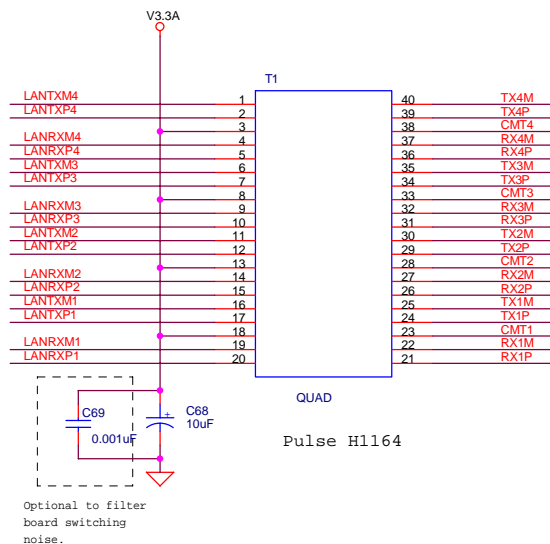 V3.3A
T1
LANTXM4 1 40 TX4M
LANTXP4 2 39 TX4P
3 38 CMT4
LANRXM4 4 37 RX4M
LANRXP4 5 36 RX4P
LANTXM3 6 35 TX3M
LANTXP3 7 34 TX3P
8 33 CMT3
LANRXM3 9 32 RX3M
LANRXP3 10 31 RX3P
LANTXM2 11 30 TX2M
LANTXP2 12 29 TX2P
13 28 CMT2
LANRXM2 14 27 RX2M
LANRXP2 15 26 RX2P
LANTXM1 16 25 TX1M
LANTXP1 17 24 TX1P
18 23 CMT1
LANRXM1 19 22 RX1M
LANRXP1 20 21 RX1P
QUAD
Pulse H1164
C69
0.001uF
+
C68
10uF
Optional to filter
board switching
noise.